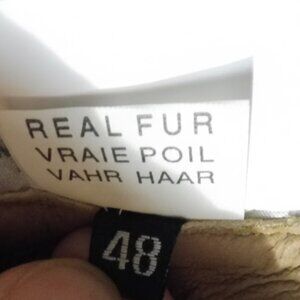 REAL FUR
VRAIE POIL
VAHR HAAR
48